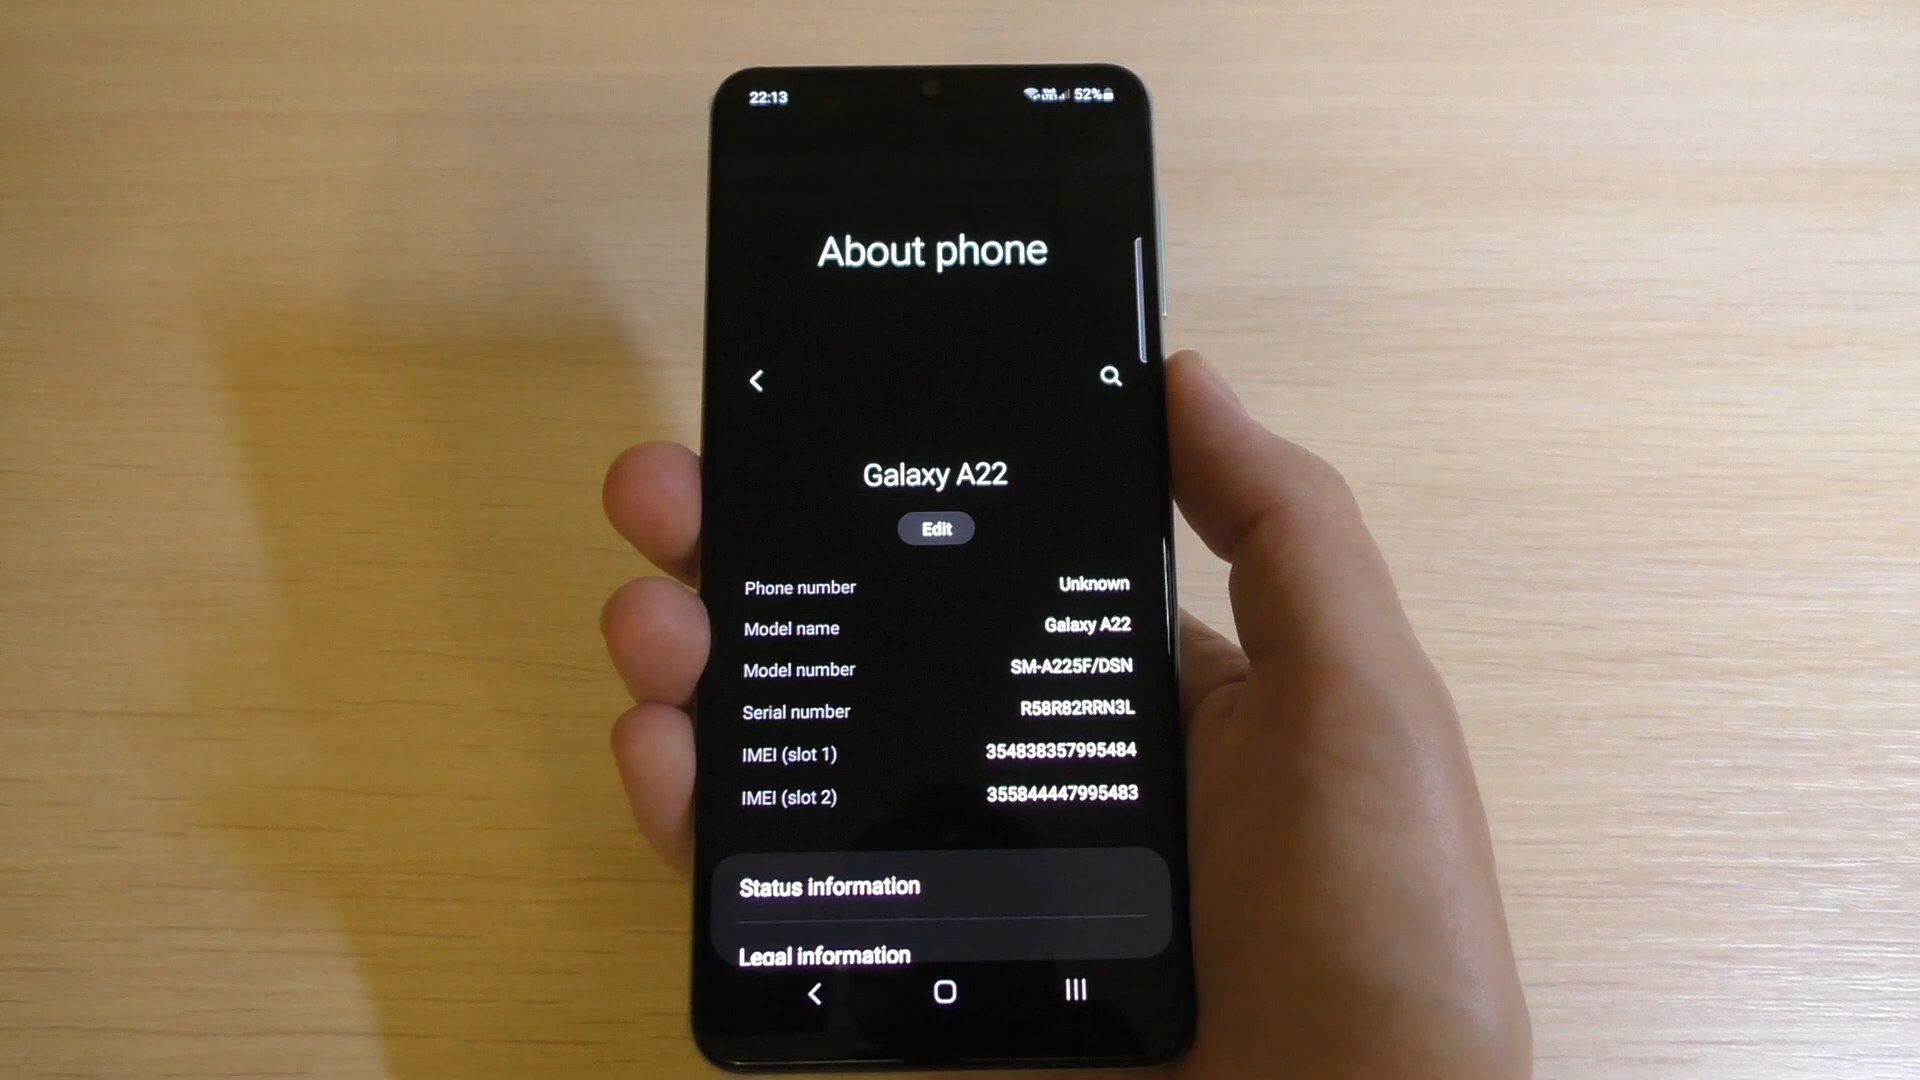 22:13 52%
About phone
Galaxy A22
Edit
Phone number Unknown
Model name Galaxy A22
Model number SM-A225F/DSN
Serial number R58R82RRN3L
IMEI (slot 1) 354838357995484
IMEI (slot 2) 355844447995483
Status information
Legal information